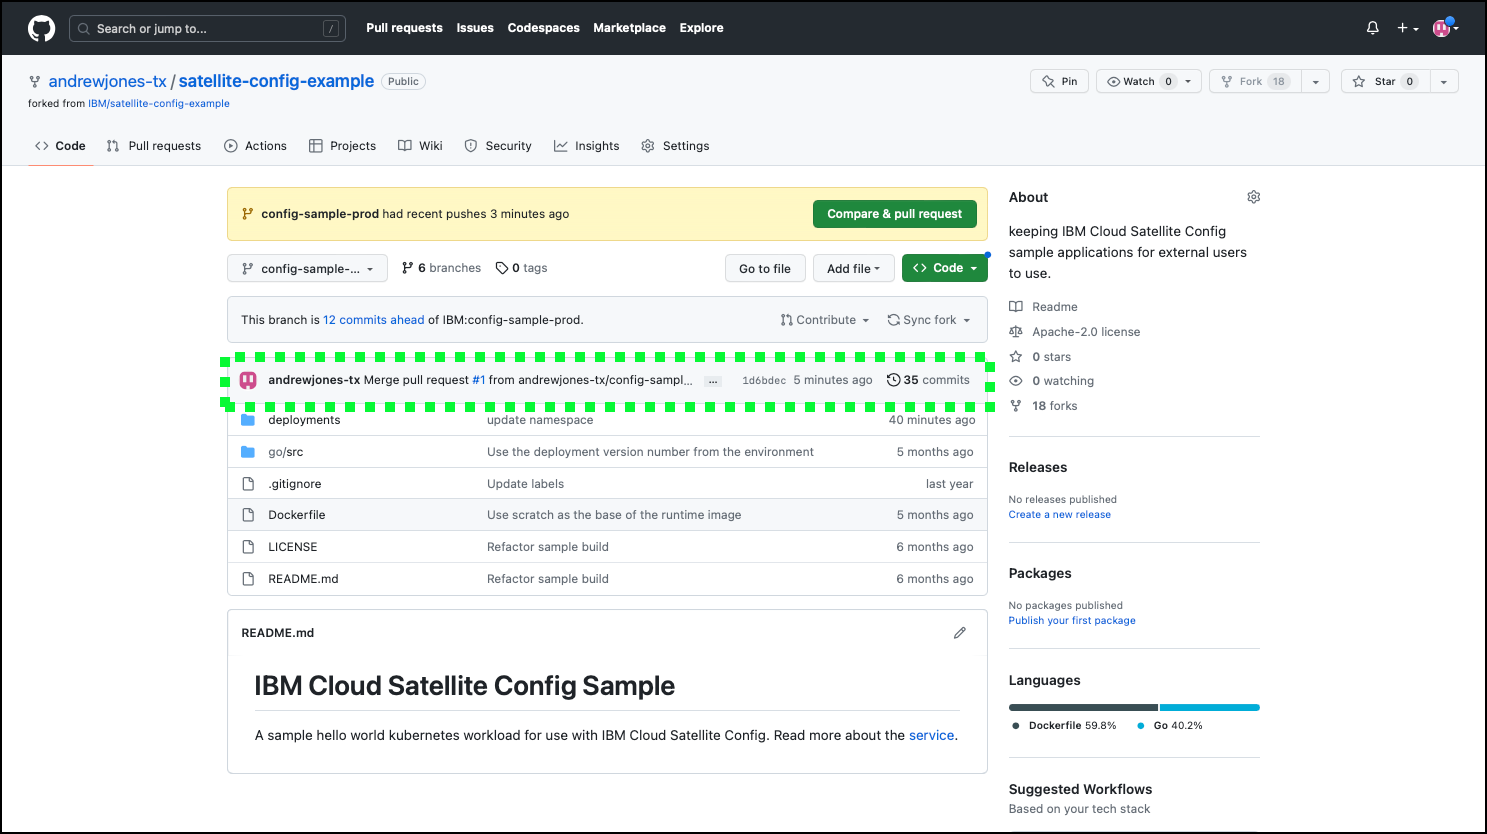 Search or jump to... / Pull requests Issues Codespaces Marketplace Explore
andrewjones-tx / satellite-config-example Public Pin Watch 0 Fork 18 Star 0
forked from IBM/satellite-config-example
Code Pull requests Actions Projects Wiki Security Insights Settings
config-sample-prod had recent pushes 3 minutes ago Compare & pull request
config-sample-... 6 branches 0 tags Go to file Add file Code
This branch is 12 commits ahead of IBM:config-sample-prod. Contribute Sync fork
andrewjones-tx Merge pull request #1 from andrewjones-tx/config-sampl... ... 1d6bdec 5 minutes ago 35 commits
deployments update namespace 40 minutes ago
go/src Use the deployment version number from the environment 5 months ago
.gitignore Update labels last year
Dockerfile Use scratch as the base of the runtime image 5 months ago
LICENSE Refactor sample build 6 months ago
README.md Refactor sample build 6 months ago
README.md
IBM Cloud Satellite Config Sample
A sample hello world kubernetes workload for use with IBM Cloud Satellite Config. Read more about the service.
About
keeping IBM Cloud Satellite Config
sample applications for external users
to use.
Readme
Apache-2.0 license
0 stars
0 watching
18 forks
Releases
No releases published
Create a new release
Packages
No packages published
Publish your first package
Languages
Dockerfile 59.8% Go 40.2%
Suggested Workflows
Based on your tech stack